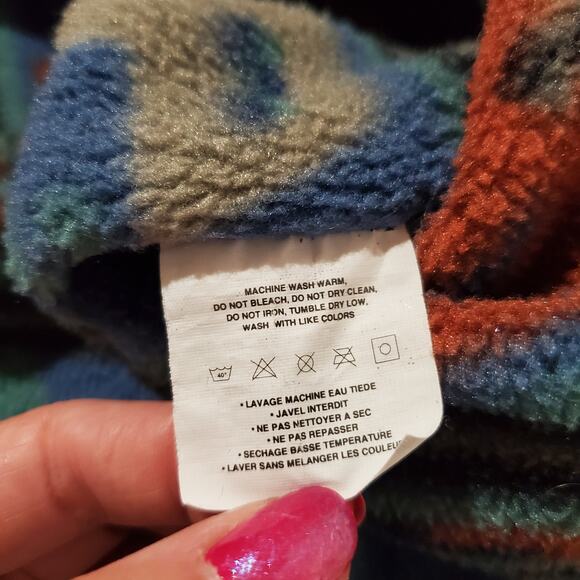 MACHINE WASH WARM,
DO NOT BLEACH, DO NOT DRY CLEAN,
DO NOT IRON, TUMBLE DRY LOW,
WASH WITH LIKE COLORS
40°
• LAVAGE MACHINE EAU TIEDE
• JAVEL INTERDIT
• NE PAS NETTOYER A SEC
• NE PAS REPASSER
• SECHAGE BASSE TEMPERATURE
• LAVER SANS MELANGER LES COULEU